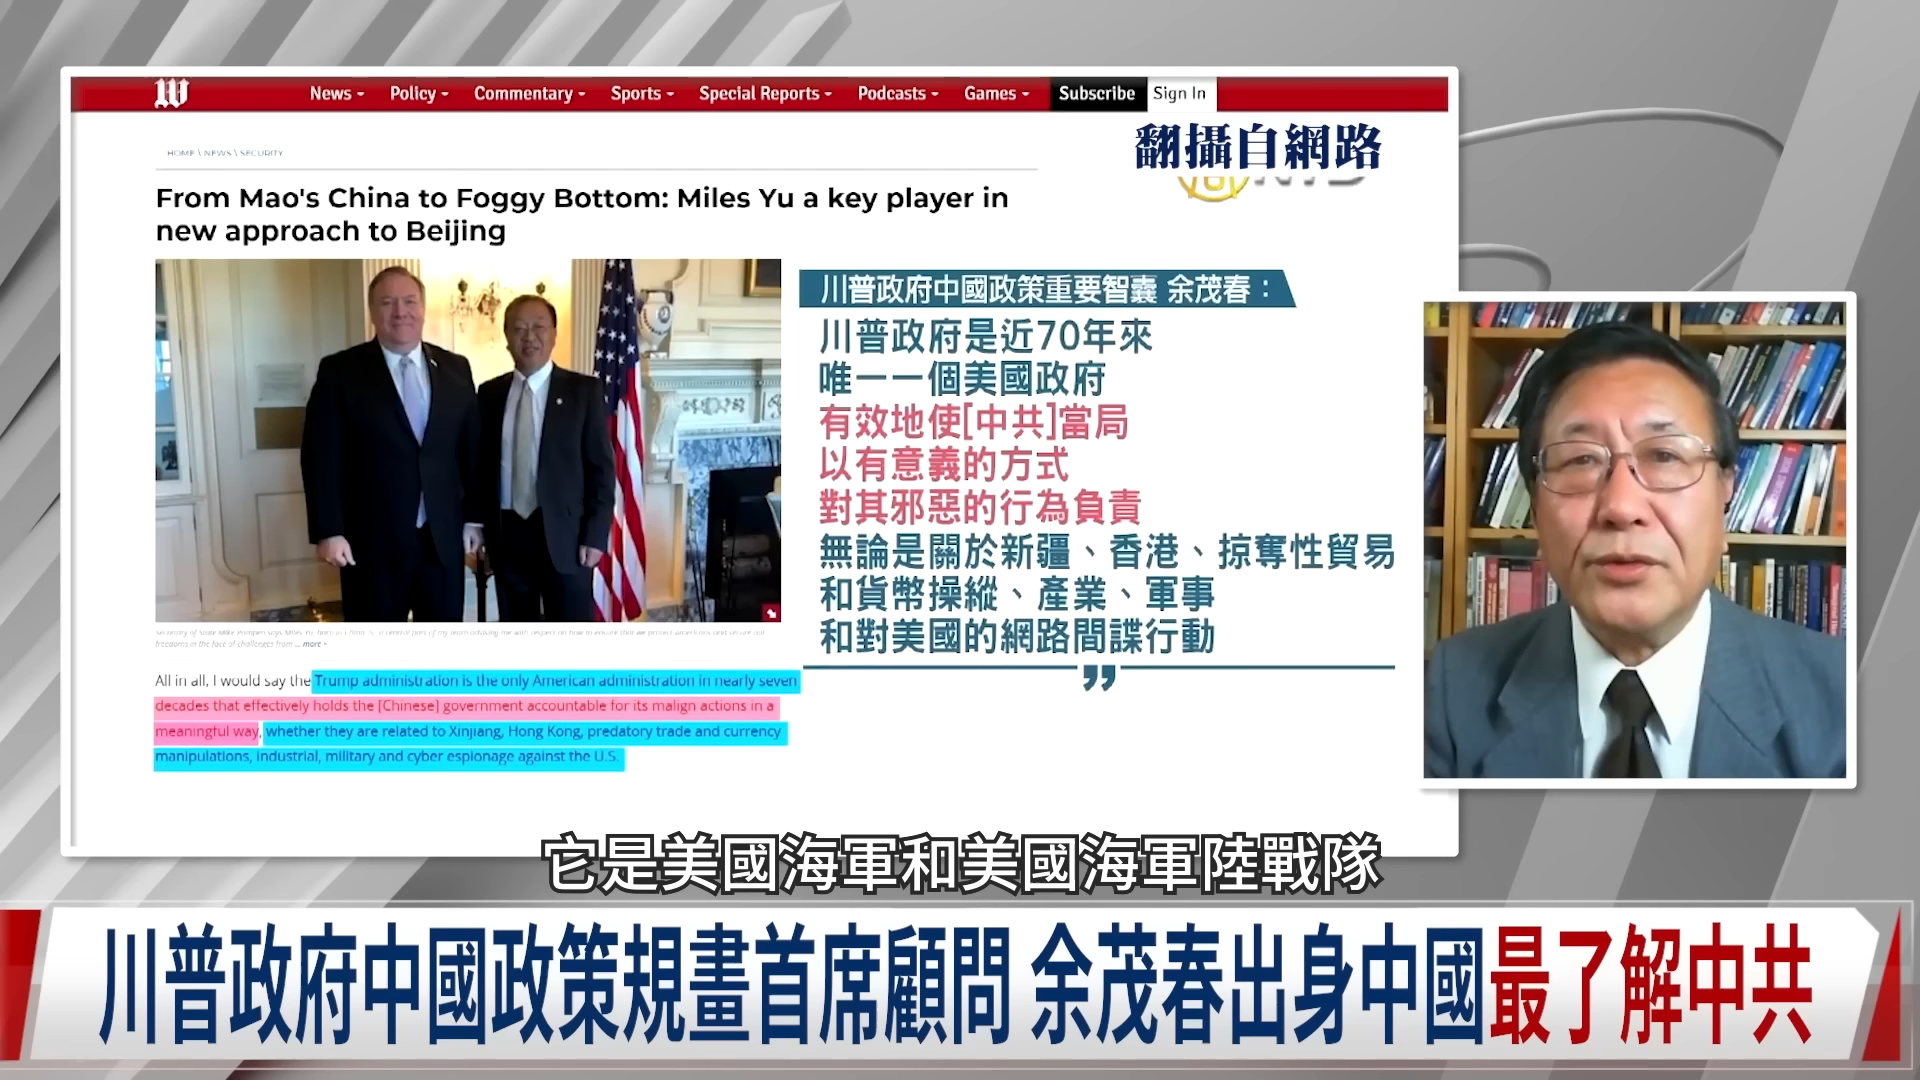 W
News Policy Commentary Sports Special Reports Podcasts Games Subscribe Sign In
翻攝自網路
HOME \ NEWS \ SECURITY
From Mao's China to Foggy Bottom: Miles Yu a key player in
new approach to Beijing
川普政府中國政策重要智囊 余茂春：
川普政府是近70年來
唯一一個美國政府
有效地使[中共]當局
以有意義的方式
對其邪惡的行為負責
無論是關於新疆、香港、掠奪性貿易
和貨幣操縱、產業、軍事
和對美國的網路間諜行動
”
freedoms in the face of challenges from ... more
All in all, I would say the Trump administration is the only American administration in nearly seven
decades that effectively holds the [Chinese] government accountable for its malign actions in a
meaningful way, whether they are related to Xinjiang, Hong Kong, predatory trade and currency
manipulations, industrial, military and cyber espionage against the U.S.
它是美國海軍和美國海軍陸戰隊
川普政府中國政策規畫首席顧問 余茂春出身中國最了解中共